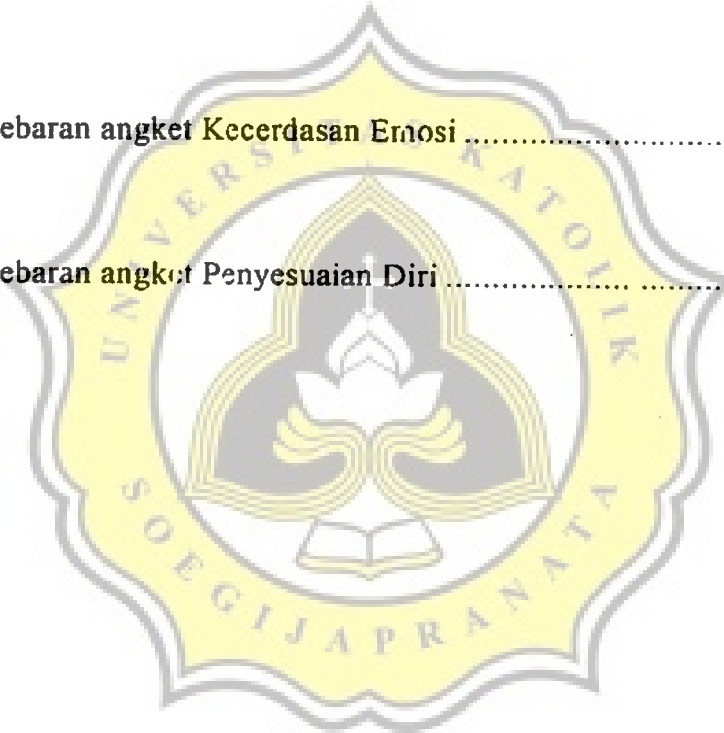 ebaran angket Kecerdasan Emosi ..............................
ebaran angket Penyesuaian Diri ..............................
UNIVERSITAS KATOLIK
SOEGIJAPRANATA